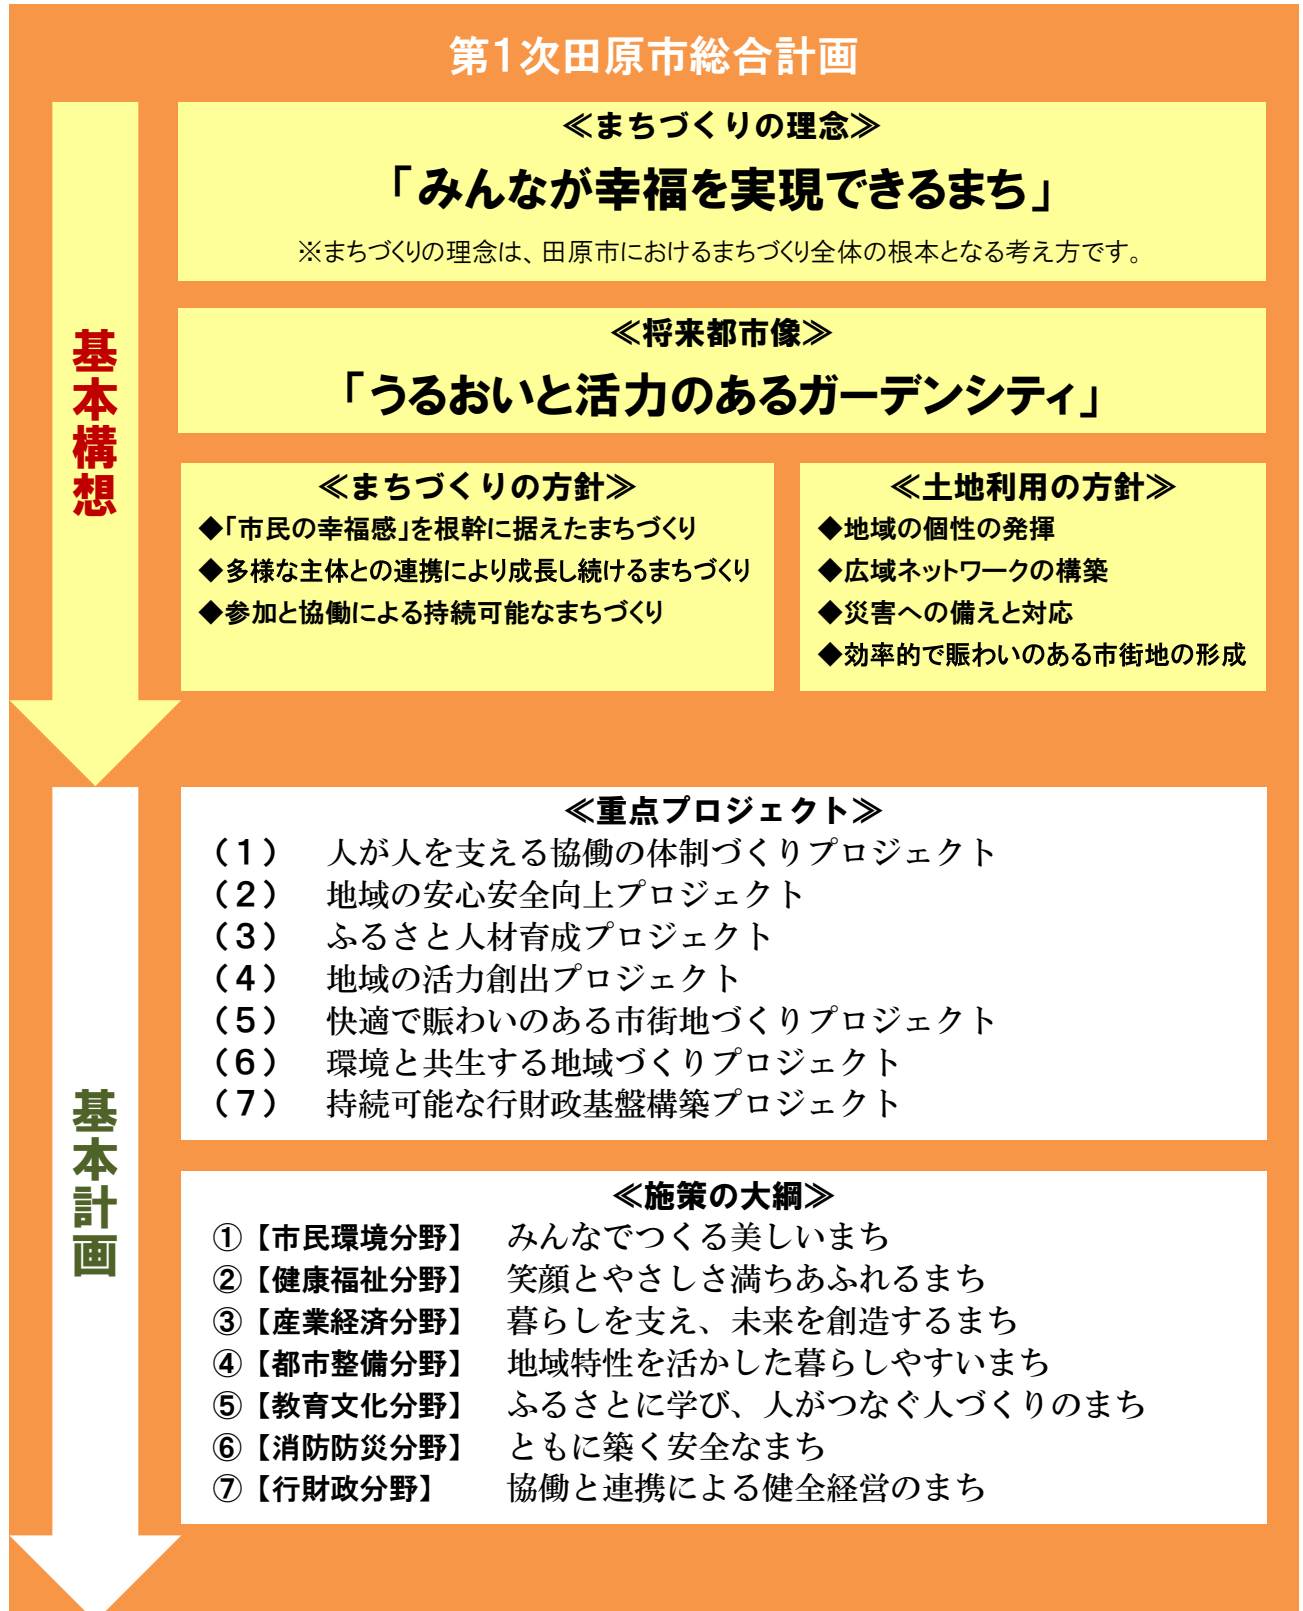 第1次田原市総合計画
基本構想
≪まちづくりの理念≫
「みんなが幸福を実現できるまち」
※まちづくりの理念は、田原市におけるまちづくり全体の根本となる考え方です。
≪将来都市像≫
「うるおいと活力のあるガーデンシティ」
≪まちづくりの方針≫
◆「市民の幸福感」を根幹に据えたまちづくり
◆多様な主体との連携により成長し続けるまちづくり
◆参加と協働による持続可能なまちづくり
≪土地利用の方針≫
◆地域の個性の発揮
◆広域ネットワークの構築
◆災害への備えと対応
◆効率的で賑わいのある市街地の形成
基本計画
≪重点プロジェクト≫
（1） 人が人を支える協働の体制づくりプロジェクト
（2） 地域の安心安全向上プロジェクト
（3） ふるさと人材育成プロジェクト
（4） 地域の活力創出プロジェクト
（5） 快適で賑わいのある市街地づくりプロジェクト
（6） 環境と共生する地域づくりプロジェクト
（7） 持続可能な行財政基盤構築プロジェクト
≪施策の大綱≫
①【市民環境分野】 みんなでつくる美しいまち
②【健康福祉分野】 笑顔とやさしさ満ちあふれるまち
③【産業経済分野】 暮らしを支え、未来を創造するまち
④【都市整備分野】 地域特性を活かした暮らしやすいまち
⑤【教育文化分野】 ふるさとに学び、人がつなぐ人づくりのまち
⑥【消防防災分野】 ともに築く安全なまち
⑦【行財政分野】 協働と連携による健全経営のまち